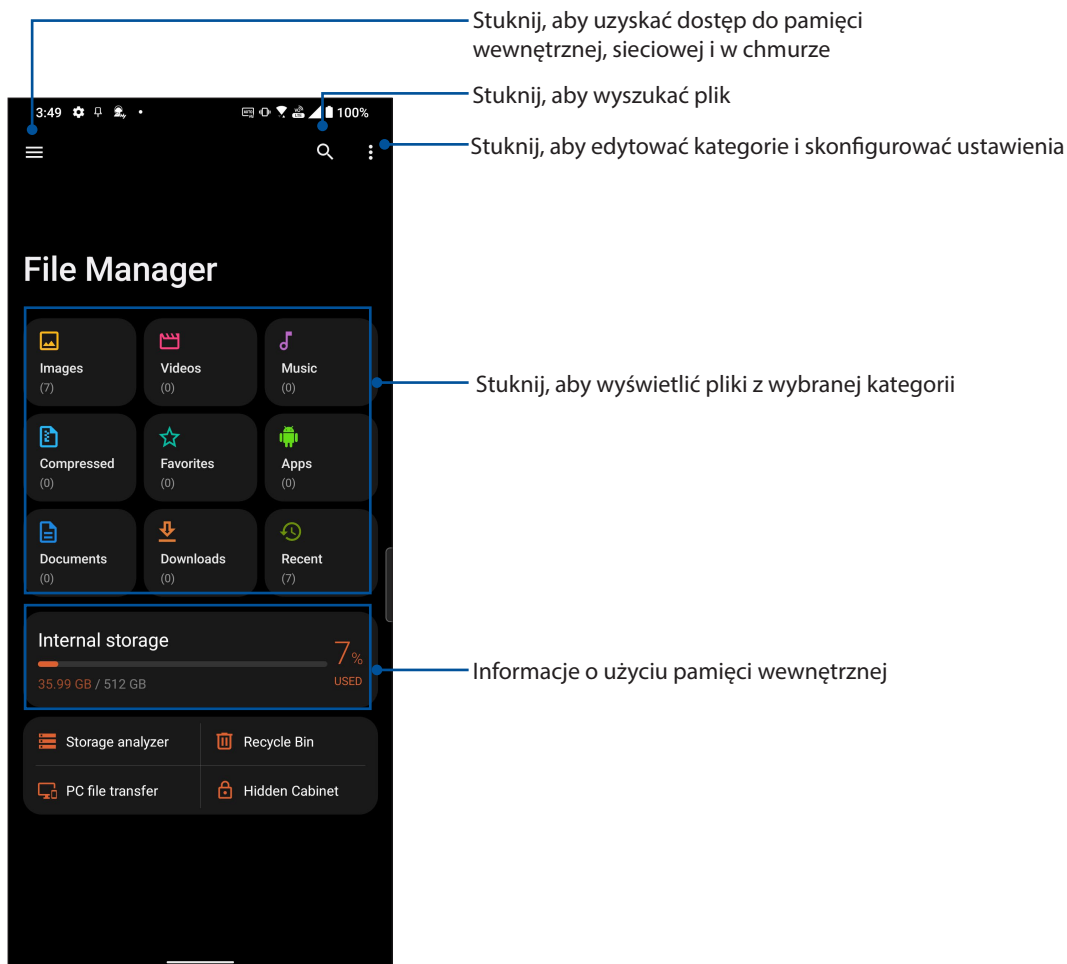 Stuknij, aby uzyskać dostęp do pamięci
wewnętrznej, sieciowej i w chmurze
Stuknij, aby wyszukać plik
3:49
100%
Stuknij, aby edytować kategorie i skonfigurować ustawienia
File Manager
Images
Videos
Music
(7)
(0)
(0)
Stuknij, aby wyświetlić pliki z wybranej kategorii
Compressed
Favorites
Apps
(0)
(0)
(0)
Documents
Downloads
Recent
(0)
(0)
(7)
Internal storage
7%
35.99 GB / 512 GB
USED
Informacje o użyciu pamięci wewnętrznej
Storage analyzer
Recycle Bin
PC file transfer
Hidden Cabinet